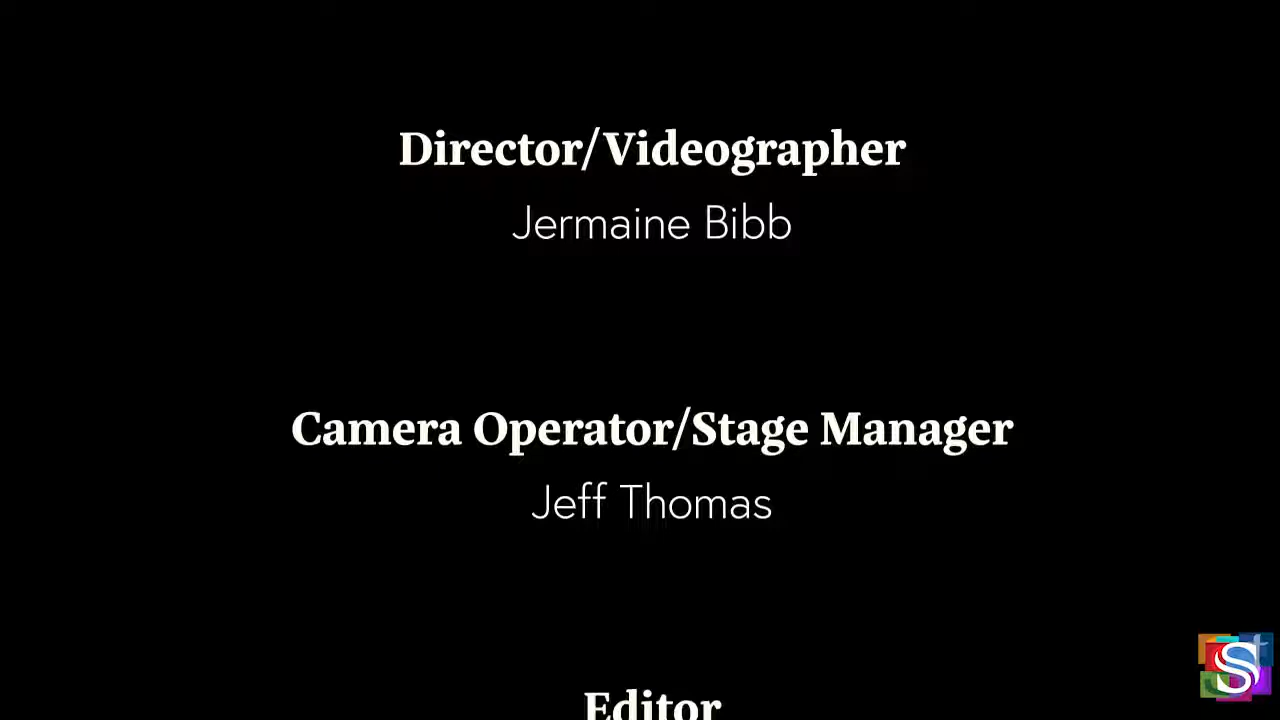 Director/Videographer
Jermaine Bibb
Camera Operator/Stage Manager
Jeff Thomas
Editor
S